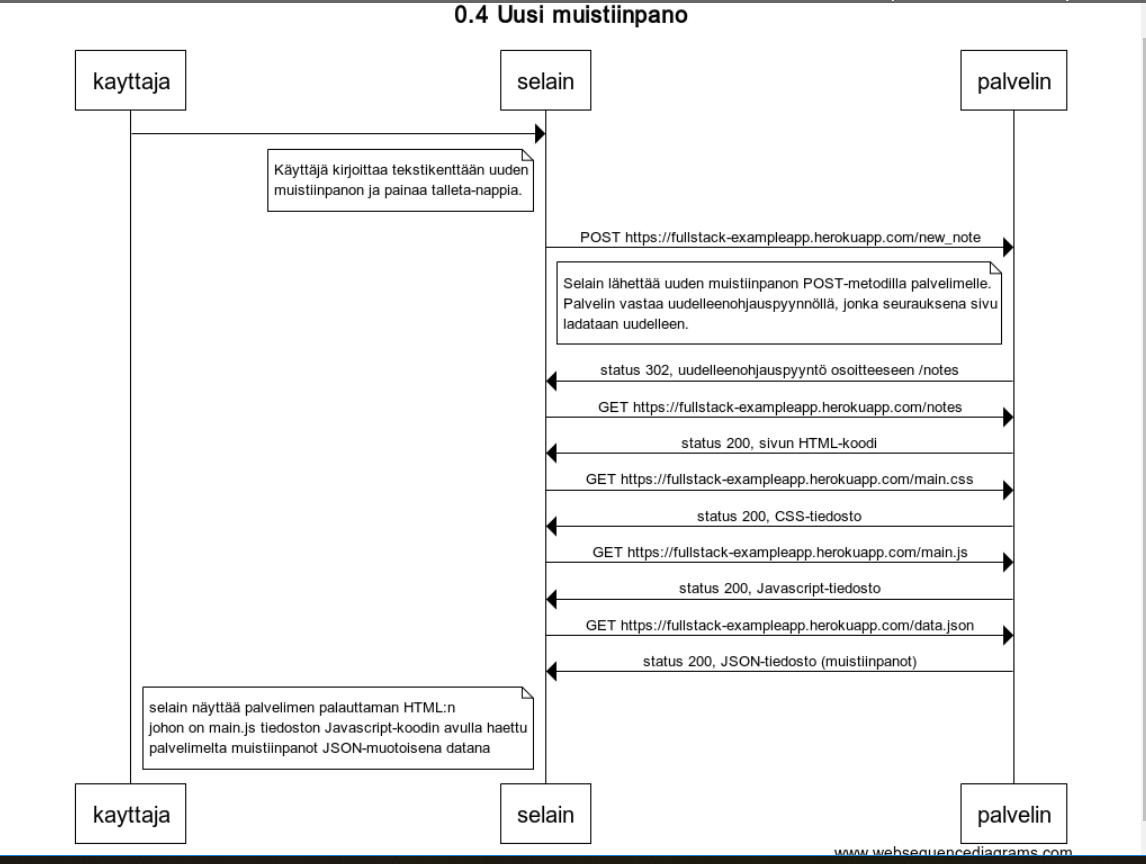 0.4 Uusi muistiinpano
kayttaja
selain
palvelin
Käyttäjä kirjoittaa tekstikenttään uuden
muistiinpanon ja painaa talleta-nappia.
POST https://fullstack-exampleapp.herokuapp.com/new_note
Selain lähettää uuden muistiinpanon POST-metodilla palvelimelle.
Palvelin vastaa uudelleenohjauspyynnöllä, jonka seurauksena sivu
ladataan uudelleen.
status 302, uudelleenohjauspyyntö osoitteeseen /notes
GET https://fullstack-exampleapp.herokuapp.com/notes
status 200, sivun HTML-koodi
GET https://fullstack-exampleapp.herokuapp.com/main.css
status 200, CSS-tiedosto
GET https://fullstack-exampleapp.herokuapp.com/main.js
status 200, Javascript-tiedosto
GET https://fullstack-exampleapp.herokuapp.com/data.json
status 200, JSON-tiedosto (muistiinpanot)
selain näyttää palvelimen palauttaman HTML:n
johon on main.js tiedoston Javascript-koodin avulla haettu
palvelimelta muistiinpanot JSON-muotoisena datana
kayttaja
selain
palvelin
www.websequencediagrams.com